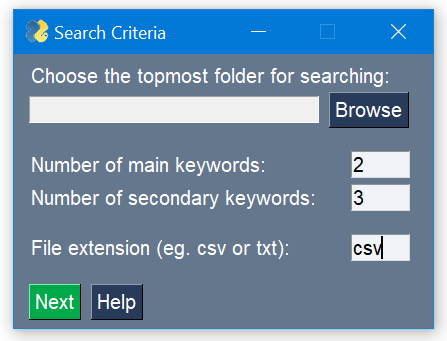 Search Criteria
Choose the topmost folder for searching:
Browse
Number of main keywords: 2
Number of secondary keywords: 3
File extension (eg. csv or txt): csv
Next Help